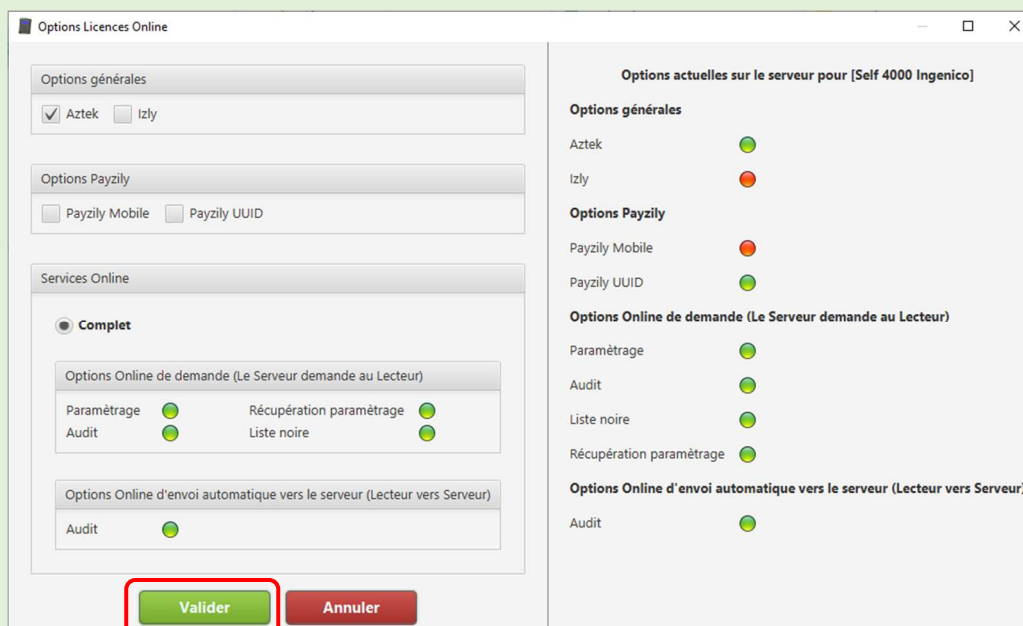 Options Licences Online
Options générales
Aztek Izly
Options Payzily
Payzily Mobile Payzily UUID
Services Online
Complet
Options Online de demande (Le Serveur demande au Lecteur)
Paramètrage Récupération paramètrage
Audit Liste noire
Options Online d'envoi automatique vers le serveur (Lecteur vers Serveur)
Audit
Valider Annuler
Options actuelles sur le serveur pour [Self 4000 Ingenico]
Options générales
Aztek
Izly
Options Payzily
Payzily Mobile
Payzily UUID
Options Online de demande (Le Serveur demande au Lecteur)
Paramètrage
Audit
Liste noire
Récupération paramètrage
Options Online d'envoi automatique vers le serveur (Lecteur vers Serveur)
Audit